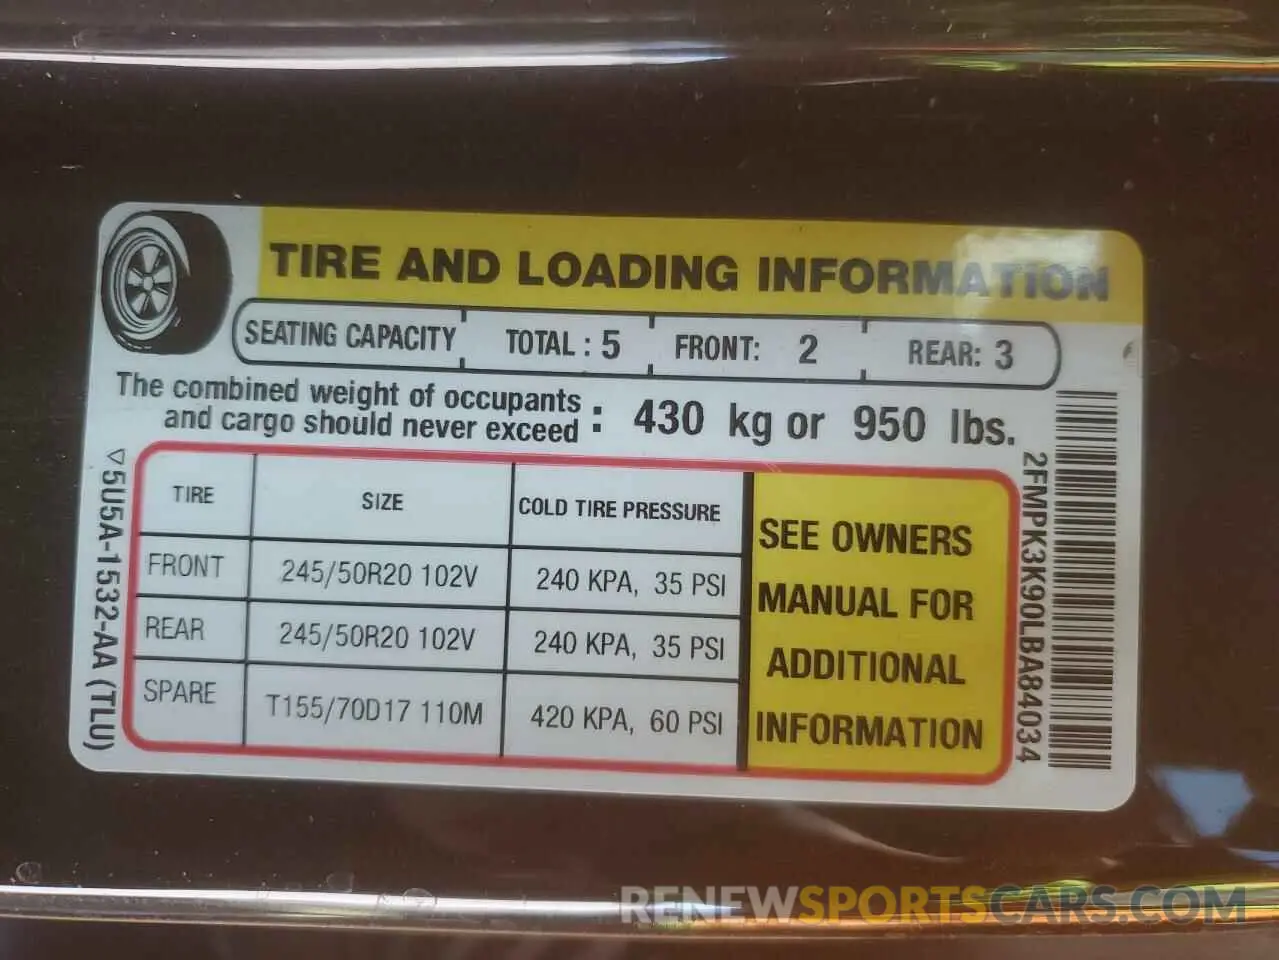 TIRE AND LOADING INFORMATION
SEATING CAPACITY TOTAL : 5 FRONT: 2 REAR: 3
The combined weight of occupants
and cargo should never exceed : 430 kg or 950 lbs.
TIRE SIZE COLD TIRE PRESSURE
FRONT 245/50R20 102V 240 KPA, 35 PSI
REAR 245/50R20 102V 240 KPA, 35 PSI
SPARE T155/70D17 110M 420 KPA, 60 PSI
SEE OWNERS
MANUAL FOR
ADDITIONAL
INFORMATION
5U5A-1532-AA (TLU)
2FMPK3K90LBA84034
RENEWSPORTSCARS.COM